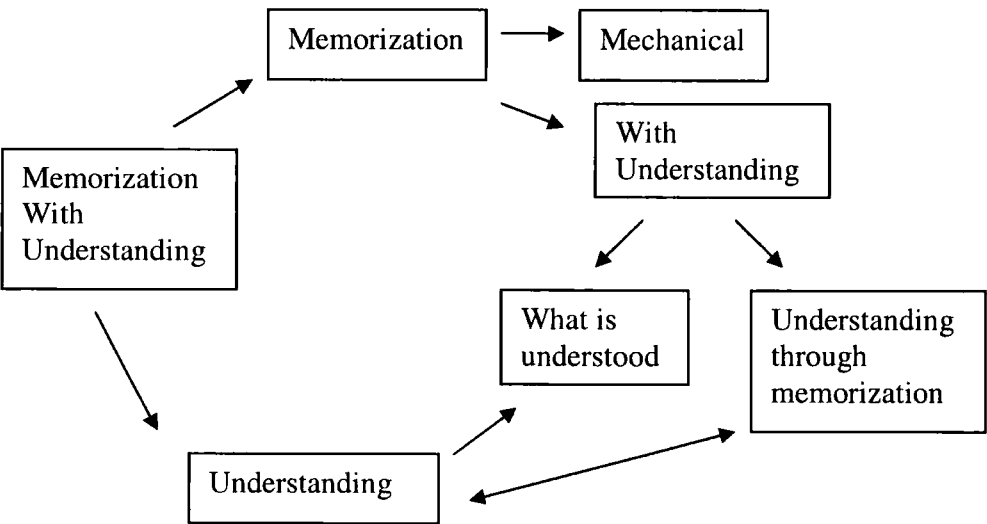 Memorization
Mechanical
With
Understanding
Memorization
With
Understanding
What is
understood
Understanding
through
memorization
Understanding